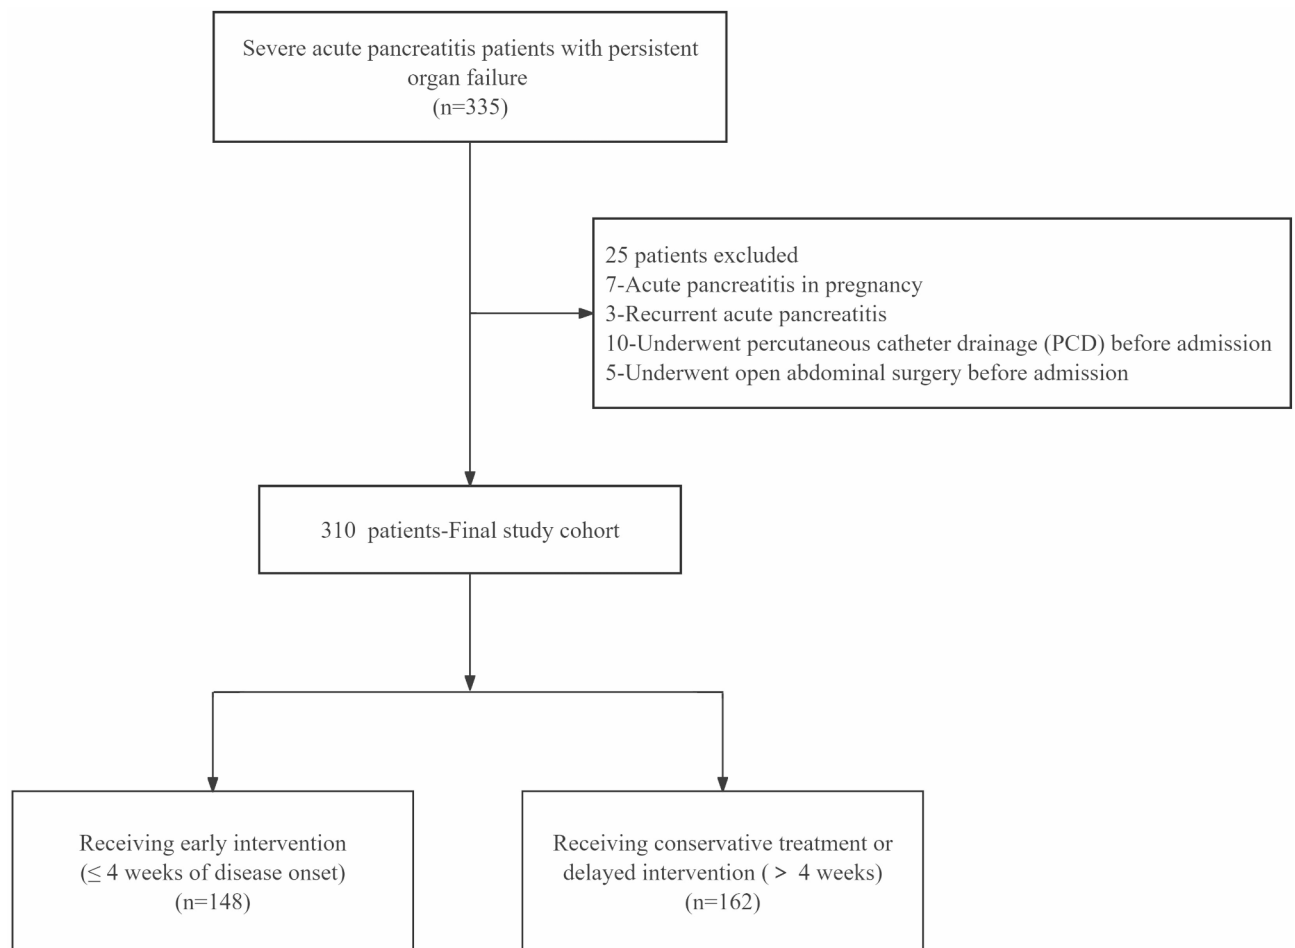 Severe acute pancreatitis patients with persistent
organ failure
(n=335)
25 patients excluded
7-Acute pancreatitis in pregnancy
3-Recurrent acute pancreatitis
10-Underwent percutaneous catheter drainage (PCD) before admission
5-Underwent open abdominal surgery before admission
310 patients-Final study cohort
Receiving early intervention
(≤ 4 weeks of disease onset)
(n=148)
Receiving conservative treatment or
delayed intervention ( > 4 weeks)
(n=162)